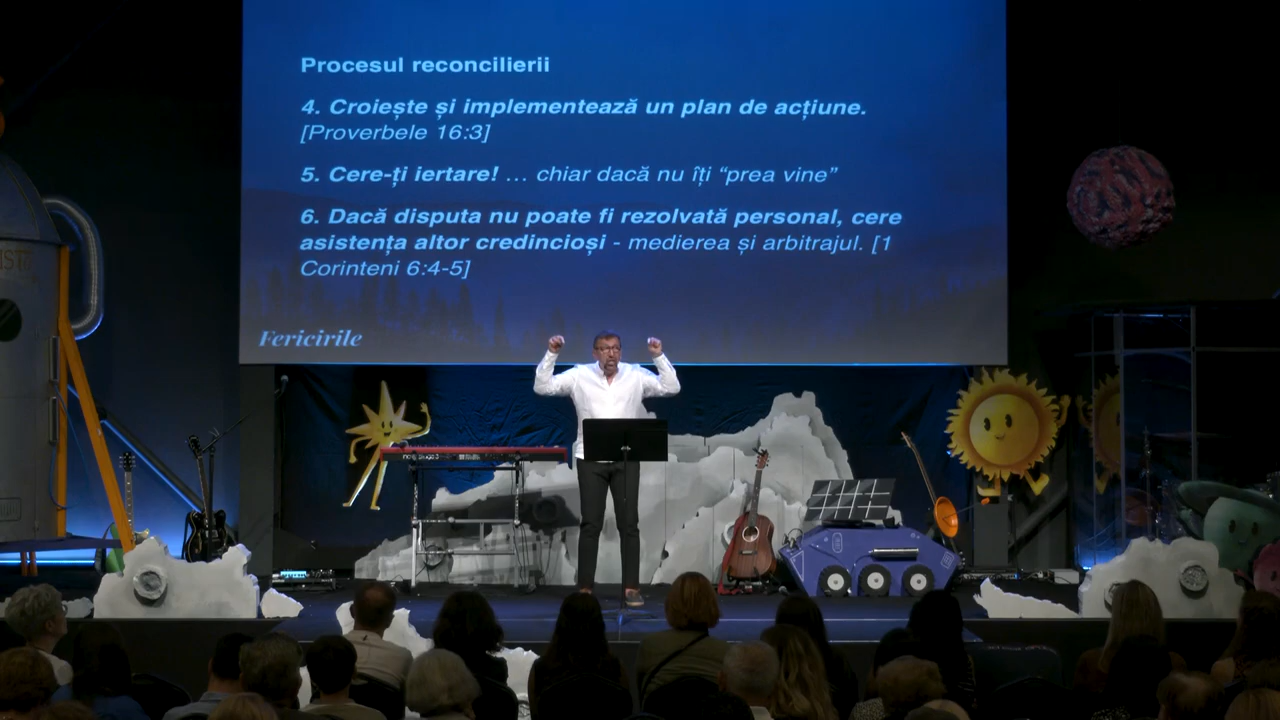 Procesul reconcilierii
4. Croiește și implementează un plan de acțiune.
[Proverbele 16:3]
5. Cere-ți iertare! … chiar dacă nu îți “prea vine”
6. Dacă disputa nu poate fi rezolvată personal, cere
asistența altor credincioși - medierea și arbitrajul. [1
Corinteni 6:4-5]
Fericirile